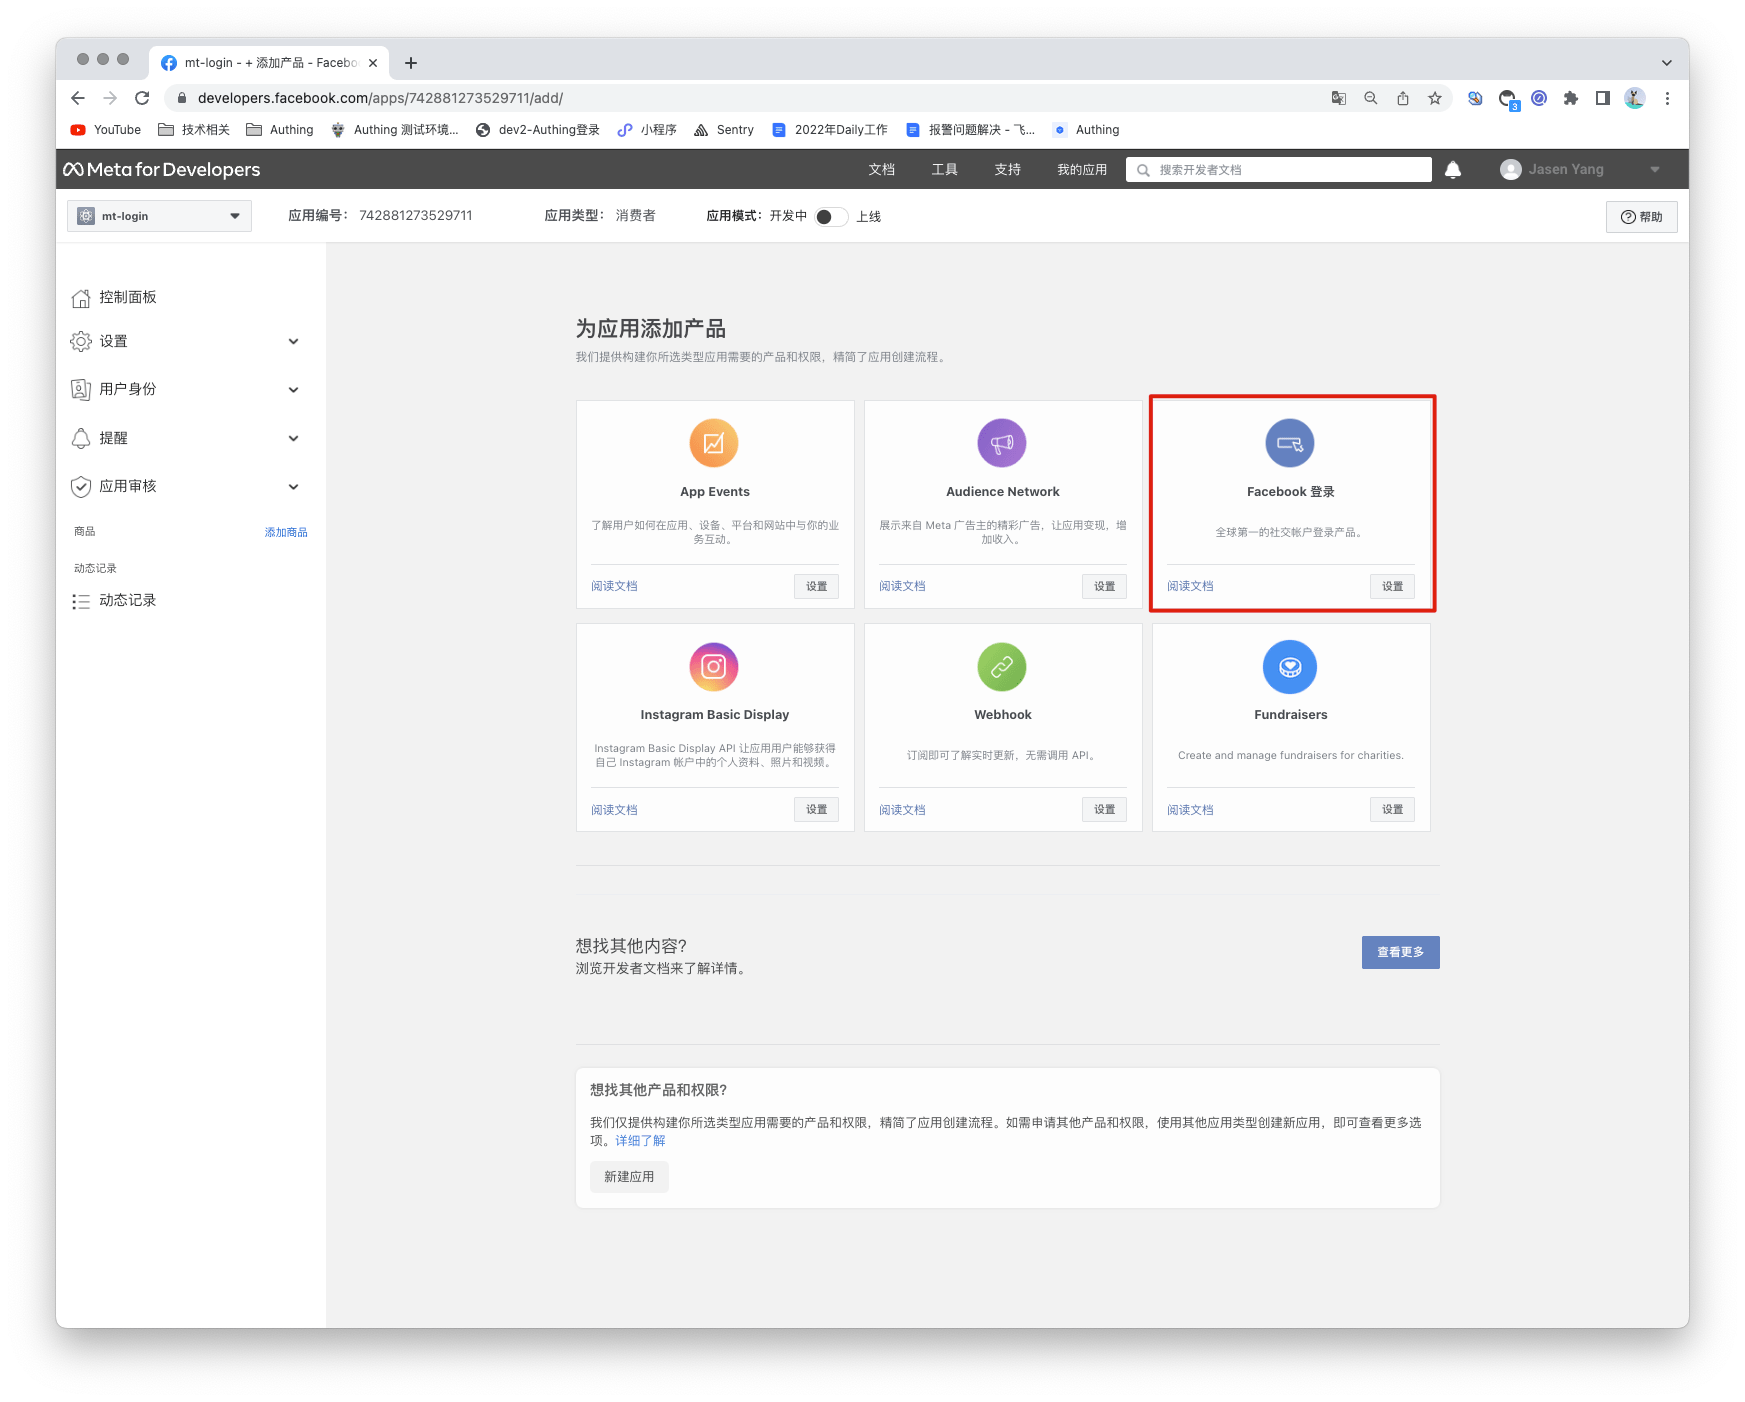 mt-login - + 添加产品 - Facebo
developers.facebook.com/apps/742881273529711/add/
3
YouTube 技术相关 Authing Authing 测试环境... dev2-Authing登录 小程序 Sentry 2022年Daily工作 报警问题解决 - 飞... Authing
Meta for Developers 文档 工具 支持 我的应用 搜索开发者文档 Jasen Yang
mt-login 应用编号： 742881273529711 应用类型： 消费者 应用模式：开发中 上线 帮助
控制面板
设置
用户身份
提醒
应用审核
商品 添加商品
动态记录
动态记录
为应用添加产品
我们提供构建你所选类型应用需要的产品和权限，精简了应用创建流程。
App Events
了解用户如何在应用、设备、平台和网站中与你的业
务互动。
阅读文档 设置
Audience Network
展示来自 Meta 广告主的精彩广告，让应用变现，增
加收入。
阅读文档 设置
Facebook 登录
全球第一的社交帐户登录产品。
阅读文档 设置
Instagram Basic Display
Instagram Basic Display API 让应用用户能够获得
自己 Instagram 帐户中的个人资料、照片和视频。
阅读文档 设置
Webhook
订阅即可了解实时更新，无需调用 API。
阅读文档 设置
Fundraisers
Create and manage fundraisers for charities.
阅读文档 设置
想找其他内容?
浏览开发者文档来了解详情。
查看更多
想找其他产品和权限?
我们仅提供构建你所选类型应用需要的产品和权限，精简了应用创建流程。如需申请其他产品和权限，使用其他应用类型创建新应用，即可查看更多选
项。详细了解
新建应用